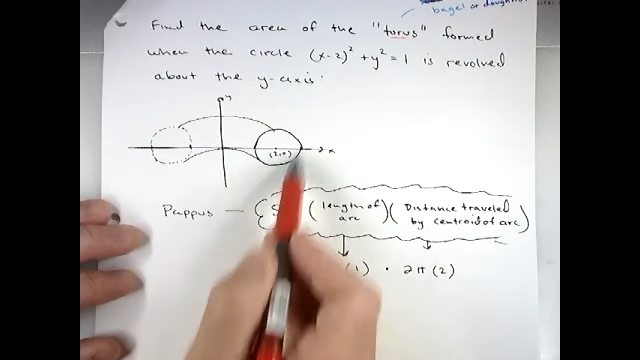 bagel or doughnut
Find the area of the "torus" formed
when the circle (x-2)² + y² = 1 is revolved
about the y-axis.
y
x
(2,0)
Pappus — { S (length of arc) (Distance traveled by centroid of arc) }
(1) · 2π(2)